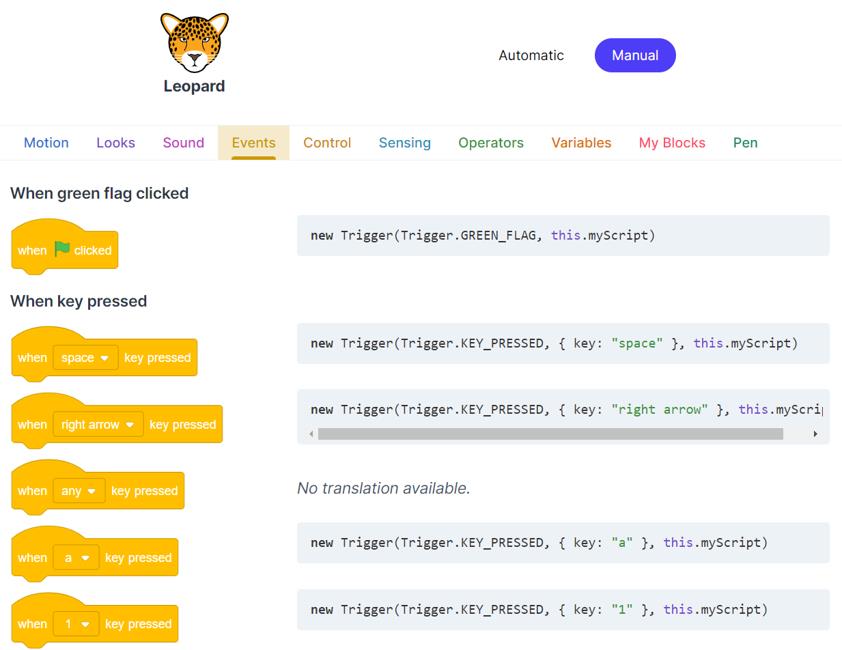 Leopard
Automatic
Manual
Motion Looks Sound Events Control Sensing Operators Variables My Blocks Pen
When green flag clicked
when clicked
new Trigger(Trigger.GREEN_FLAG, this.myScript)
When key pressed
when space key pressed
new Trigger(Trigger.KEY_PRESSED, { key: "space" }, this.myScript)
when right arrow key pressed
new Trigger(Trigger.KEY_PRESSED, { key: "right arrow" }, this.myScrip
when any key pressed
No translation available.
when a key pressed
new Trigger(Trigger.KEY_PRESSED, { key: "a" }, this.myScript)
when 1 key pressed
new Trigger(Trigger.KEY_PRESSED, { key: "1" }, this.myScript)